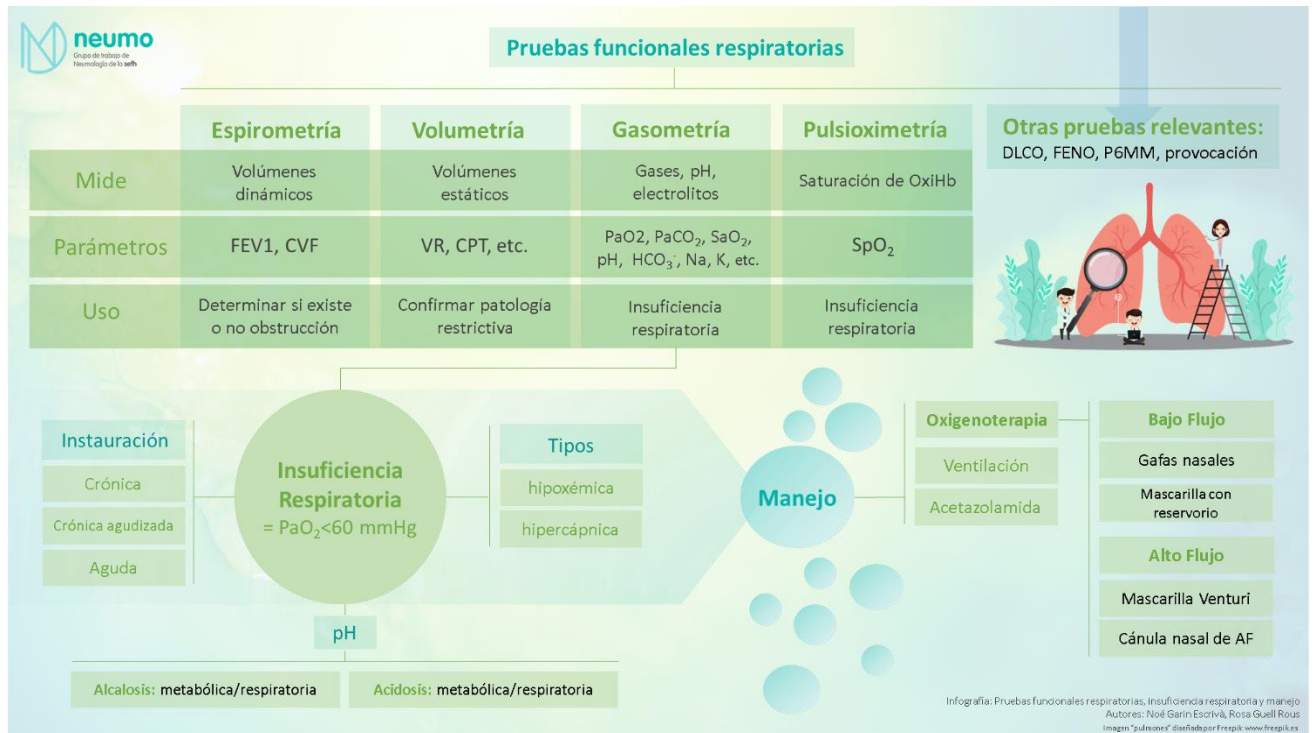 neumo
Grupo de trabajo de
Neumología de la sefh
Pruebas funcionales respiratorias
Espirometría
Volumetría
Gasometría
Pulsioximetría
Otras pruebas relevantes:
DLCO, FENO, P6MM, provocación
Mide
Volúmenes
dinámicos
Volúmenes
estáticos
Gases, pH,
electrolitos
Saturación de OxiHb
Parámetros
FEV1, CVF
VR, CPT, etc.
PaO2, PaCO₂, SaO₂,
pH, HCO₃⁻, Na, K, etc.
SpO₂
Uso
Determinar si existe
o no obstrucción
Confirmar patología
restrictiva
Insuficiencia
respiratoria
Insuficiencia
respiratoria
Instauración
Crónica
Crónica agudizada
Aguda
Insuficiencia
Respiratoria
= PaO₂<60 mmHg
Tipos
hipoxémica
hipercápnica
pH
Alcalosis: metabólica/respiratoria
Acidosis: metabólica/respiratoria
Manejo
Oxigenoterapia
Ventilación
Acetazolamida
Bajo Flujo
Gafas nasales
Mascarilla con
reservorio
Alto Flujo
Mascarilla Venturi
Cánula nasal de AF
Infografía: Pruebas funcionales respiratorias, insuficiencia respiratoria y manejo
Autores: Noé Garin Escrivà, Rosa Guell Rous
Imagen "pulmones" diseñada por Freepik www.freepik.es